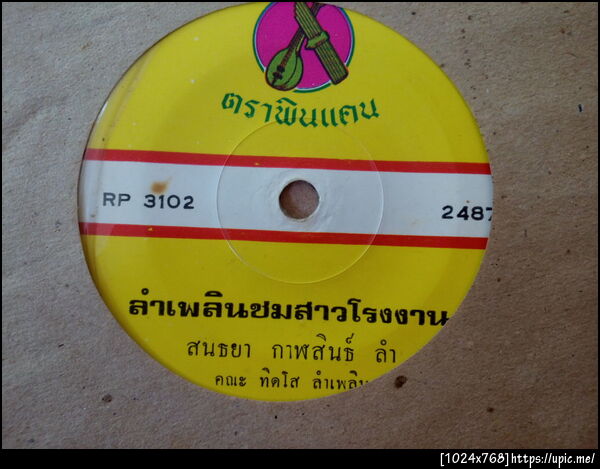 ตราพิณแคน
RP 3102
2487
ลำเพลินชมสาวโรงงาน
สนธยา กาฬสินธุ์ ลำ
คณะ ทิดโส ลำเพลิน
[1024x768]https://upic.me/